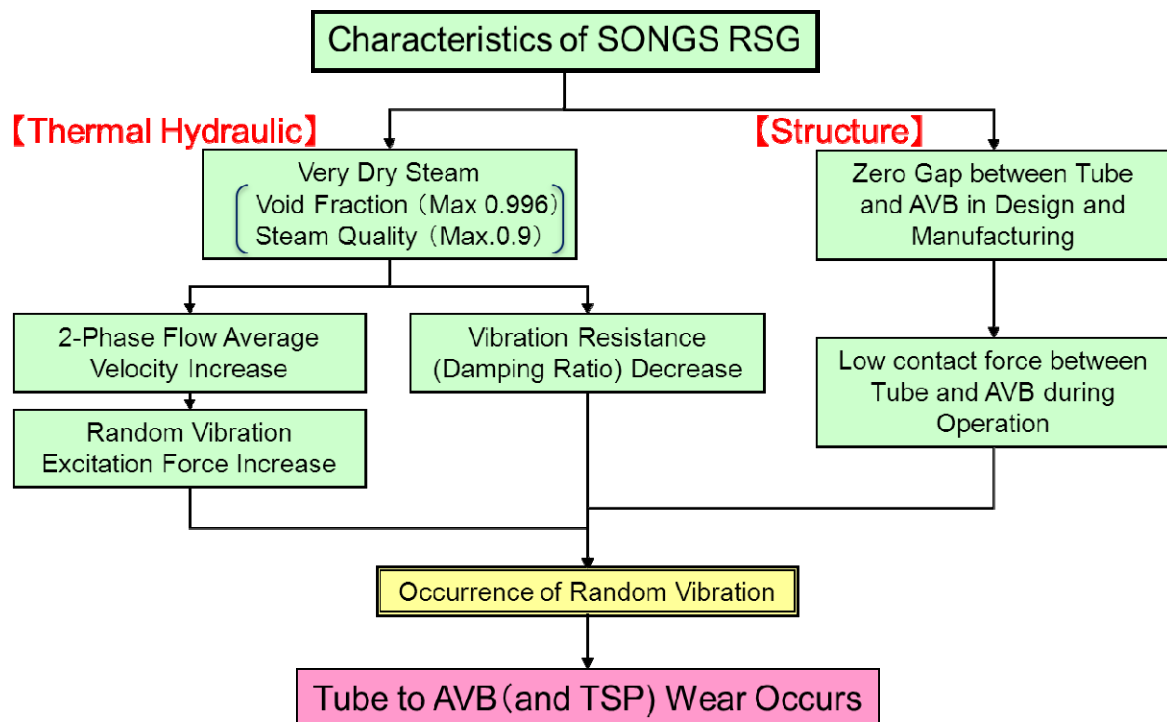 Characteristics of SONGS RSG
【Thermal Hydraulic】
【Structure】
Very Dry Steam
Void Fraction (Max 0.996)
Steam Quality (Max.0.9)
Zero Gap between Tube
and AVB in Design and
Manufacturing
2-Phase Flow Average
Velocity Increase
Vibration Resistance
(Damping Ratio) Decrease
Low contact force between
Tube and AVB during
Operation
Random Vibration
Excitation Force Increase
Occurrence of Random Vibration
Tube to AVB(and TSP) Wear Occurs